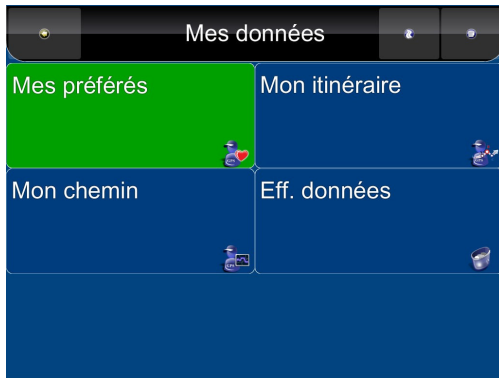 Mes données
Mes préférés
Mon itinéraire
Mon chemin
Eff. données